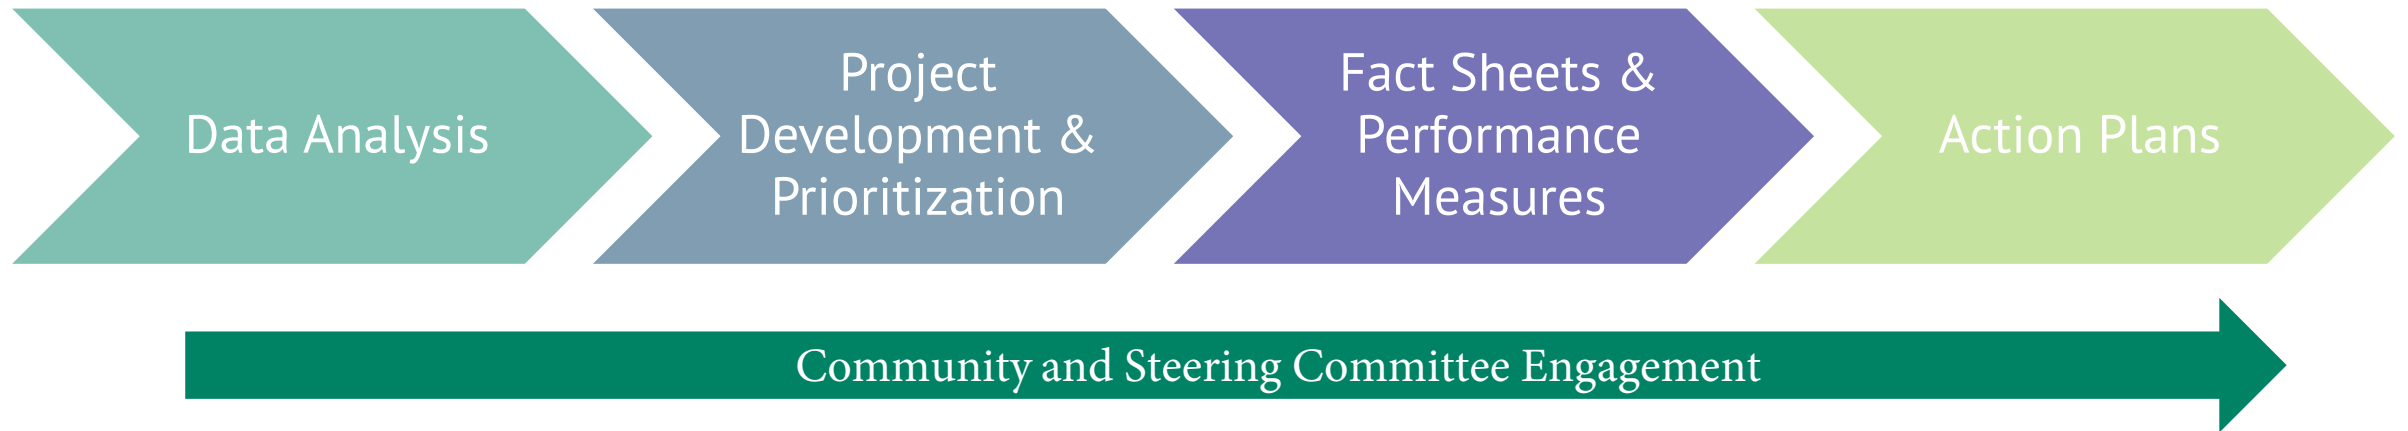 Data Analysis
Project
Development &
Prioritization
Fact Sheets &
Performance
Measures
Action Plans
Community and Steering Committee Engagement